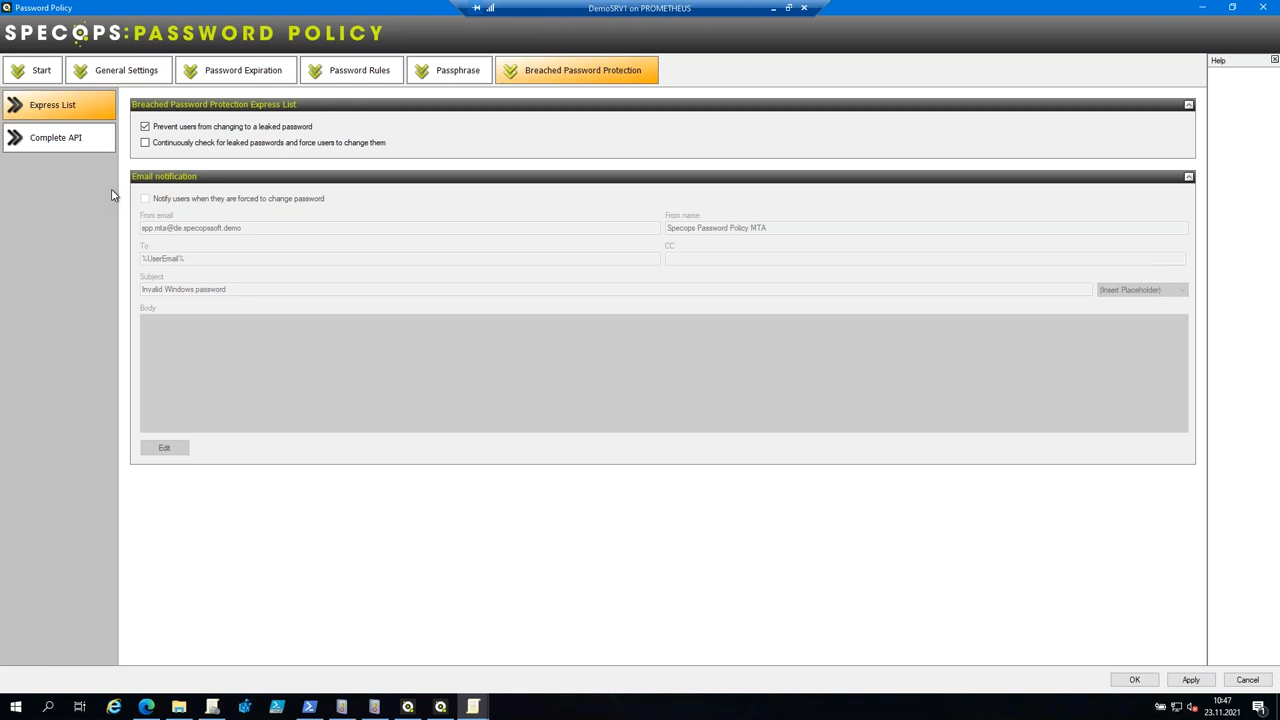 Password Policy
DemoSRV1 on PROMETHEUS
SPECOPS:PASSWORD POLICY
Start
General Settings
Password Expiration
Password Rules
Passphrase
Breached Password Protection
Help
Express List
Complete API
Breached Password Protection Express List
Prevent users from changing to a leaked password
Continuously check for leaked passwords and force users to change them
Email notification
Notify users when they are forced to change password
From email
From name
spp.mta@de.specopssoft.demo
Specops Password Policy MTA
To
CC
%UserEmail%
Subject
Invalid Windows password
(Insert Placeholder)
Body
Edit
OK
Apply
Cancel
10:47
23.11.2021
1